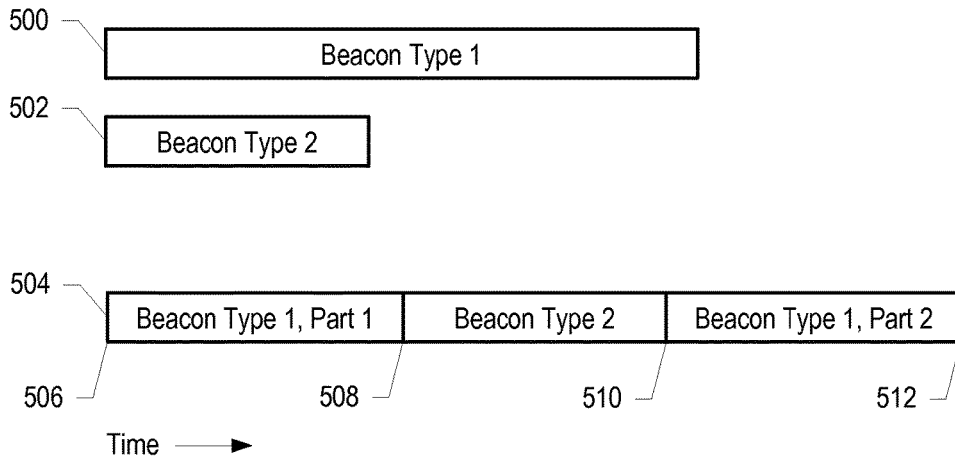 500
Beacon Type 1
502
Beacon Type 2
504
Beacon Type 1, Part 1 Beacon Type 2 Beacon Type 1, Part 2
506 508 510 512
Time